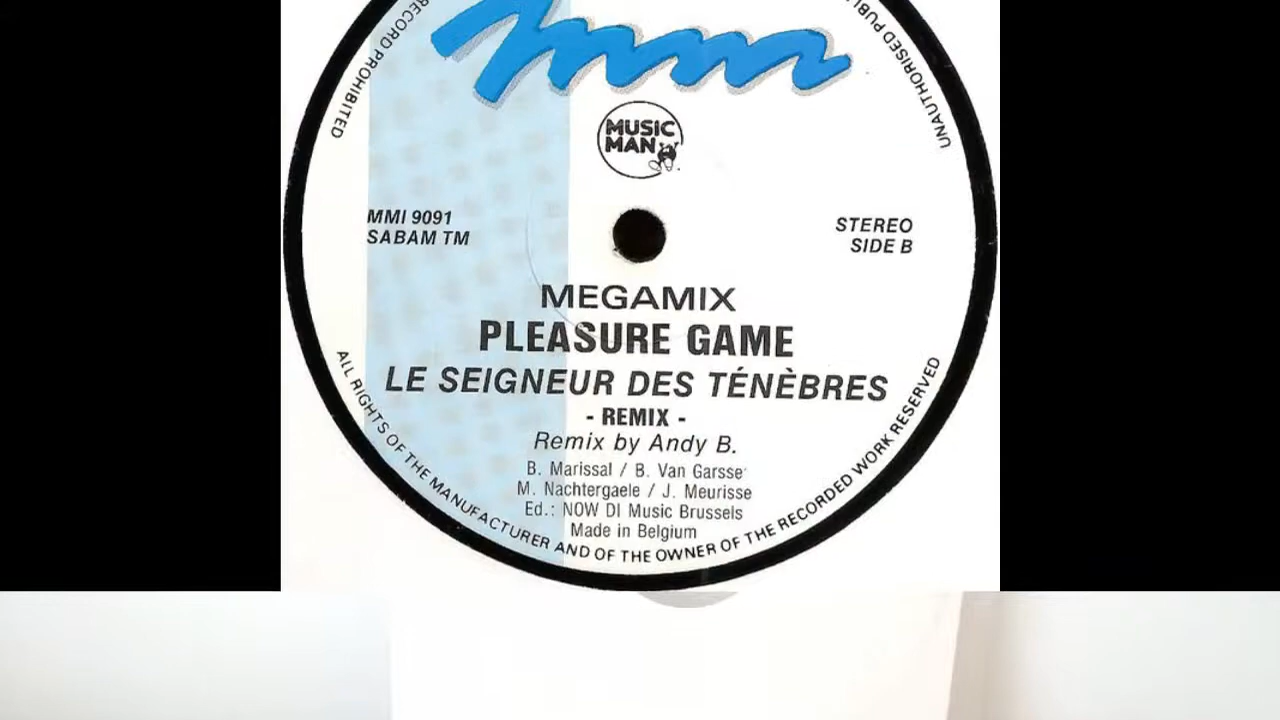 RECORD PROHIBITED
UNAUTHORISED
mm
MUSIC
MAN
MMI 9091
SABAM TM
STEREO
SIDE B
MEGAMIX
PLEASURE GAME
LE SEIGNEUR DES TÉNÈBRES
- REMIX -
Remix by Andy B.
B. Marissal / B. Van Garsse
M. Nachtergaele / J. Meurisse
Ed.: NOW DI Music Brussels
Made in Belgium
ALL RIGHTS OF THE MANUFACTURER AND OF THE OWNER OF THE RECORDED WORK RESERVED